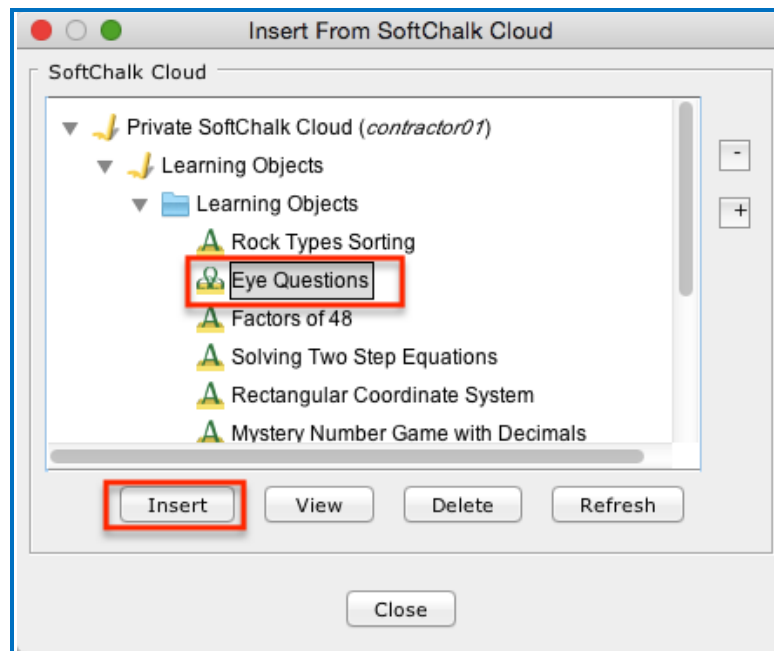 Insert From SoftChalk Cloud
SoftChalk Cloud
Private SoftChalk Cloud (contractor01)
-
Learning Objects
Learning Objects
+
Rock Types Sorting
Eye Questions
Factors of 48
Solving Two Step Equations
Rectangular Coordinate System
Mystery Number Game with Decimals
Insert View Delete Refresh
Close